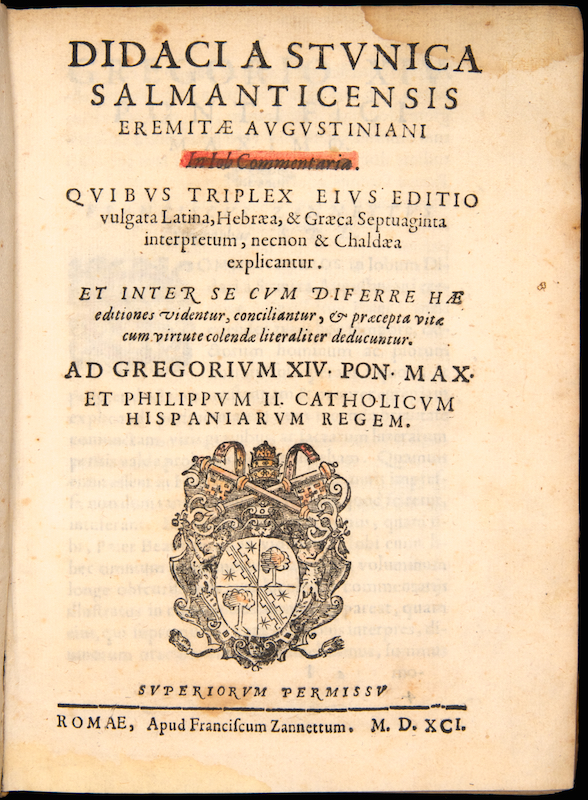 DIDACI A STVNICA
SALMANTICENSIS
EREMITÆ AVGVSTINIANI
In Iob Commentaria.
QVIBVS TRIPLEX EIVS EDITIO
vulgata Latina, Hebræa, & Græca Septuaginta
interpretum, necnon & Chaldæa
explicantur.
ET INTER SE CVM DIFERRE HÆ
editiones videntur, conciliantur, & præcepta vitæ
cum virtute colendæ literaliter deducuntur.
AD GREGORIVM XIV. PON. MAX.
ET PHILIPPVM II. CATHOLICVM
HISPANIARVM REGEM.
SVPERIORVM PERMISSV
ROMAE, Apud Franciſcum Zannettum. M. D. XCI.